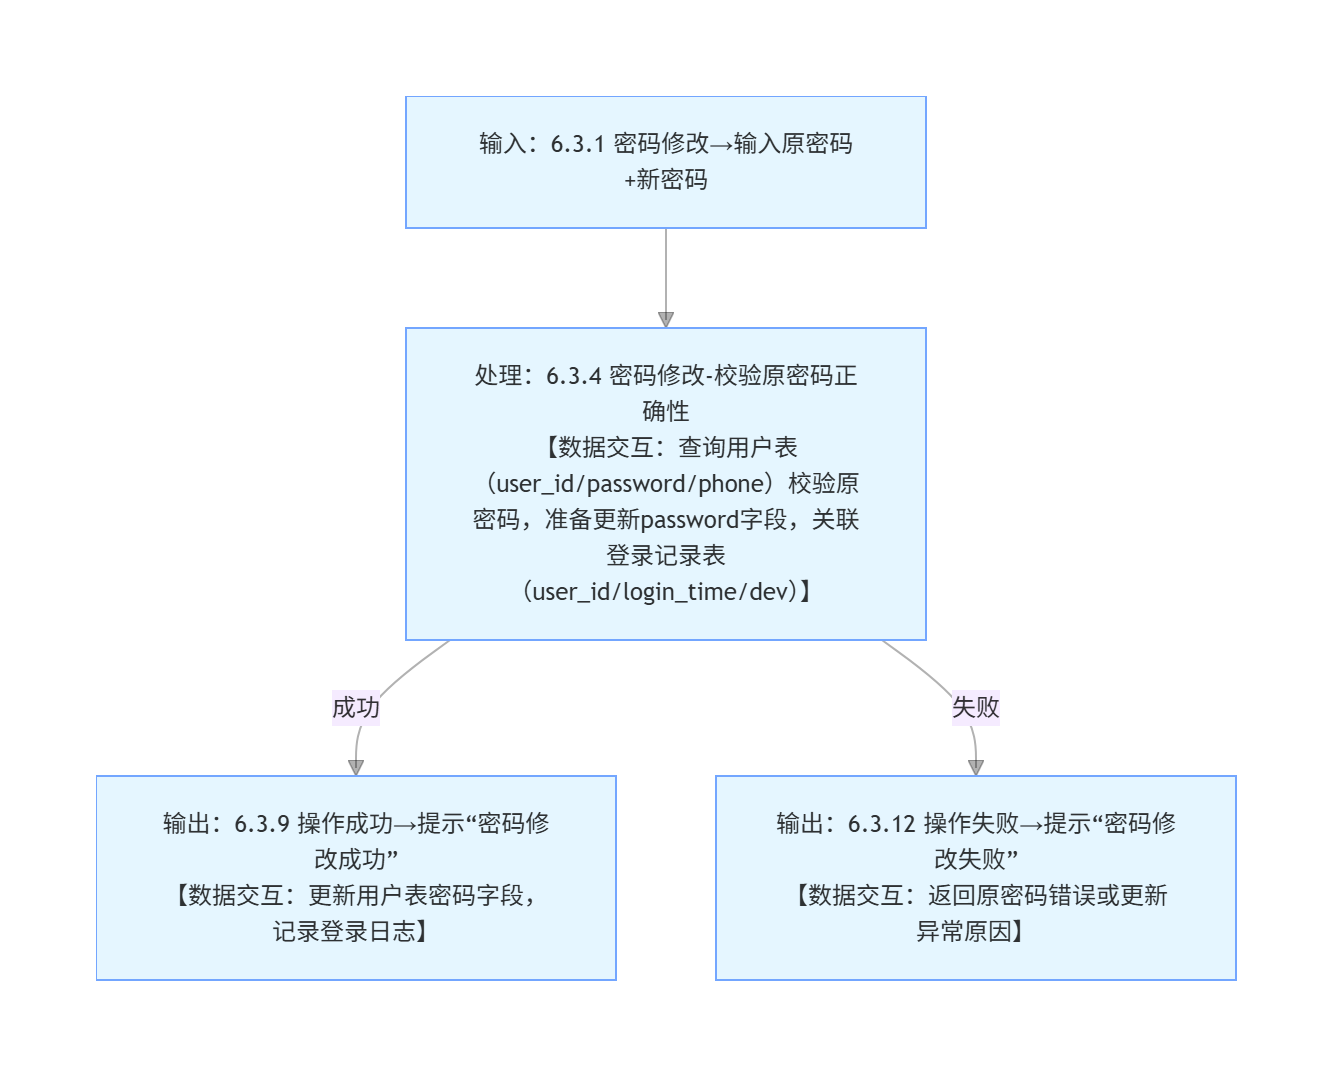 输入：6.3.1 密码修改→输入原密码
+新密码
处理：6.3.4 密码修改-校验原密码正
确性
【数据交互：查询用户表
（user_id/password/phone）校验原
密码，准备更新password字段，关联
登录记录表
（user_id/login_time/dev)】
成功
失败
输出：6.3.9 操作成功→提示“密码修
改成功”
【数据交互：更新用户表密码字段，
记录登录日志】
输出：6.3.12 操作失败→提示“密码修
改失败”
【数据交互：返回原密码错误或更新
异常原因】